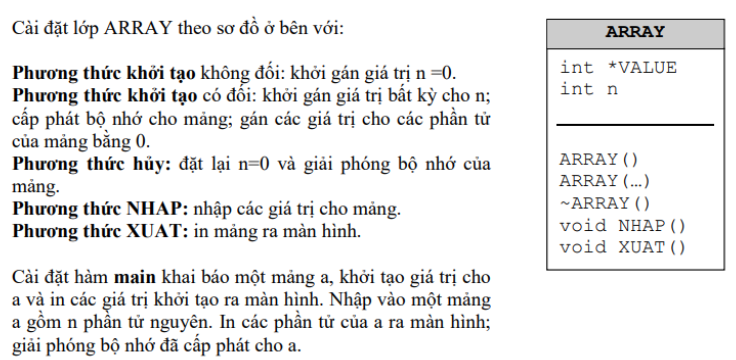 Cài đặt lớp ARRAY theo sơ đồ ở bên với:
Phương thức khởi tạo không đối: khởi gán giá trị n =0.
Phương thức khởi tạo có đối: khởi gán giá trị bất kỳ cho n;
cấp phát bộ nhớ cho mảng; gán các giá trị cho các phần tử
của mảng bằng 0.
Phương thức hủy: đặt lại n=0 và giải phóng bộ nhớ của
mảng.
Phương thức NHAP: nhập các giá trị cho mảng.
Phương thức XUAT: in mảng ra màn hình.
Cài đặt hàm main khai báo một mảng a, khởi tạo giá trị cho
a và in các giá trị khởi tạo ra màn hình. Nhập vào một mảng
a gồm n phần tử nguyên. In các phần tử của a ra màn hình;
giải phóng bộ nhớ đã cấp phát cho a.
ARRAY
int *VALUE
int n
ARRAY()
ARRAY(…)
~ARRAY()
void NHAP()
void XUAT()